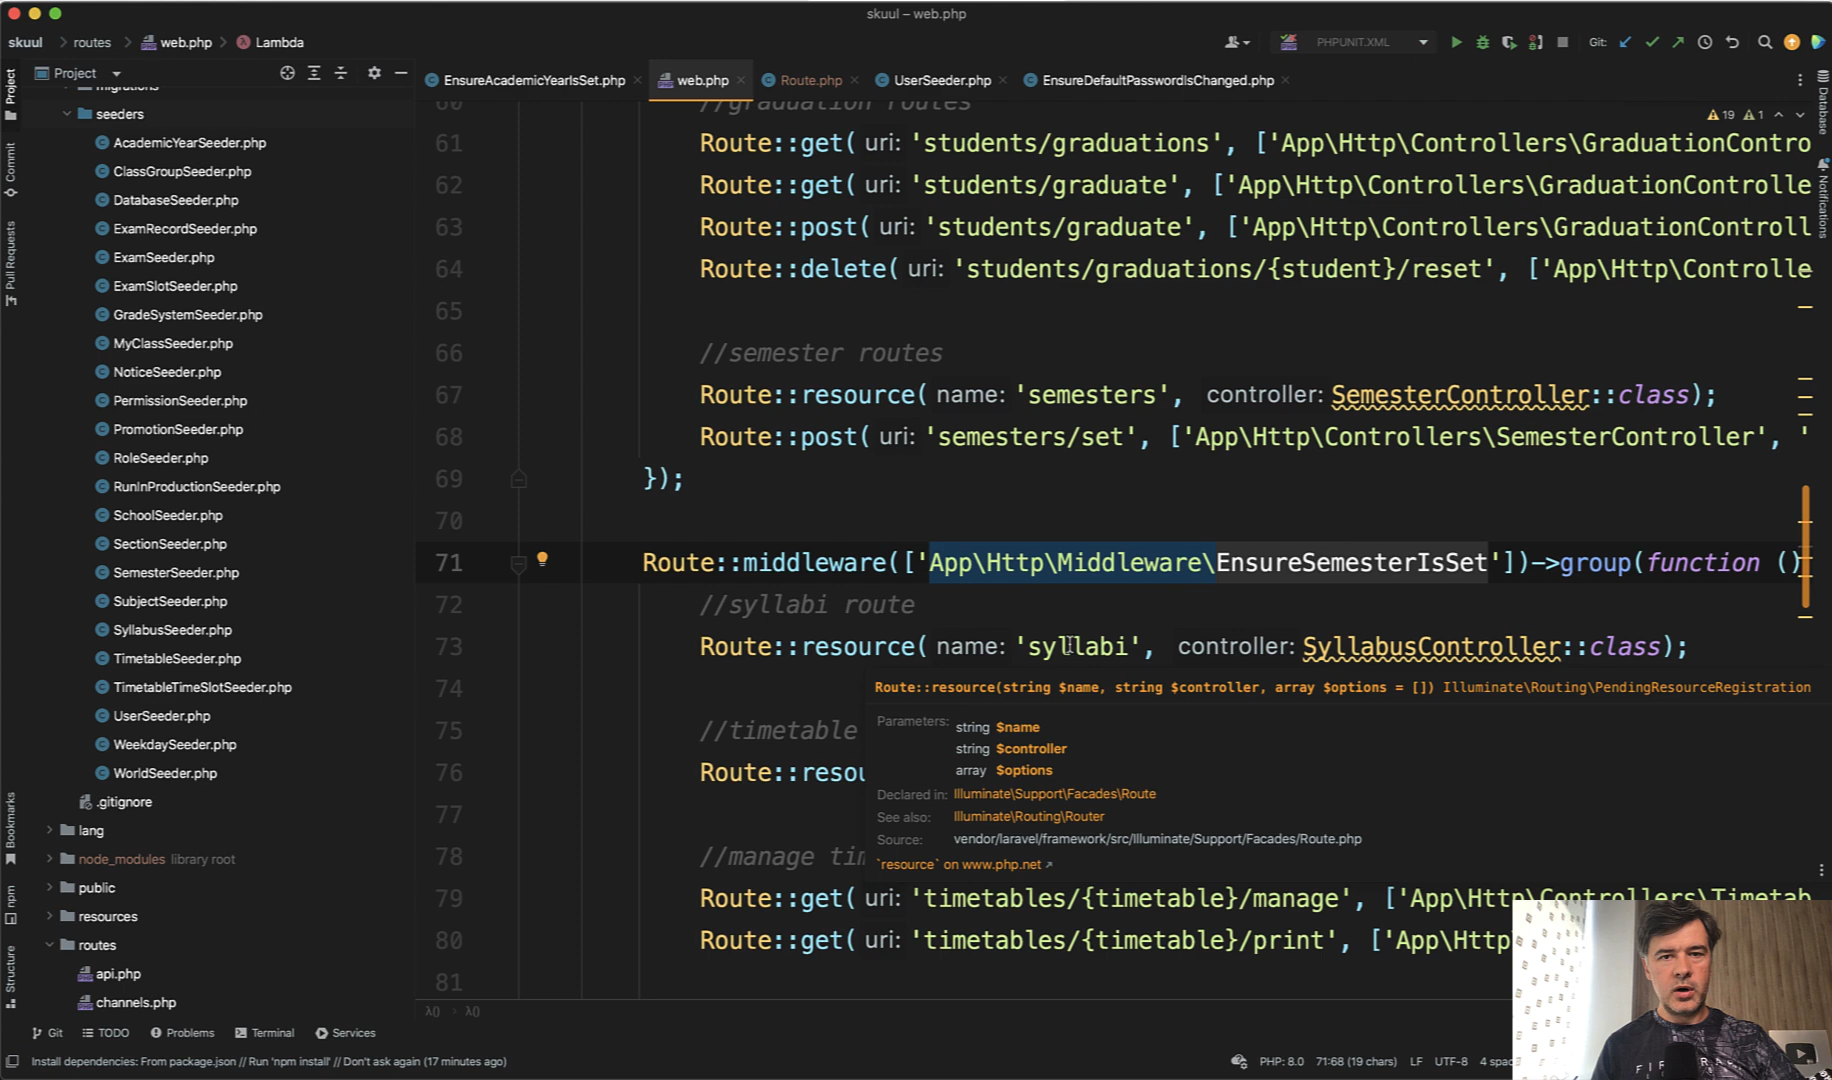 skuul – web.php
skuul
routes
web.php
Lambda
PHPUNIT.XML
Git:
Project
EnsureAcademicYearIsSet.php
web.php
Route.php
UserSeeder.php
EnsureDefaultPasswordIsChanged.php
Project
Commit
Pull Requests
Bookmarks
npm
Structure
Database
Notifications
migrations
seeders
AcademicYearSeeder.php
ClassGroupSeeder.php
DatabaseSeeder.php
ExamRecordSeeder.php
ExamSeeder.php
ExamSlotSeeder.php
GradeSystemSeeder.php
MyClassSeeder.php
NoticeSeeder.php
PermissionSeeder.php
PromotionSeeder.php
RoleSeeder.php
RunInProductionSeeder.php
SchoolSeeder.php
SectionSeeder.php
SemesterSeeder.php
SubjectSeeder.php
SyllabusSeeder.php
TimetableSeeder.php
TimetableTimeSlotSeeder.php
UserSeeder.php
WeekdaySeeder.php
WorldSeeder.php
.gitignore
lang
node_modules library root
public
resources
routes
api.php
channels.php
19 1
60 //graduation routes
61 Route::get( uri: 'students/graduations', ['App\Http\Controllers\GraduationContro
62 Route::get( uri: 'students/graduate', ['App\Http\Controllers\GraduationControlle
63 Route::post( uri: 'students/graduate', ['App\Http\Controllers\GraduationControll
64 Route::delete( uri: 'students/graduations/{student}/reset', ['App\Http\Controlle
65
66 //semester routes
67 Route::resource( name: 'semesters', controller: SemesterController::class);
68 Route::post( uri: 'semesters/set', ['App\Http\Controllers\SemesterController', '
69 });
70
71 Route::middleware(['App\Http\Middleware\EnsureSemesterIsSet'])->group(function ()
72 //syllabi route
73 Route::resource( name: 'syllabi', controller: SyllabusController::class);
74
Route::resource(string $name, string $controller, array $options = []) Illuminate\Routing\PendingResourceRegistration
Parameters: string $name
string $controller
array $options
Declared in: Illuminate\Support\Facades\Route
See also: Illuminate\Routing\Router
Source: vendor/laravel/framework/src/Illuminate/Support/Facades/Route.php
`resource` on www.php.net
75 //timetable
76 Route::resou
77
78 //manage tim
79 Route::get( uri: 'timetables/{timetable}/manage', ['App\Http\Controllers\Timetab
80 Route::get( uri: 'timetables/{timetable}/print', ['App\Http
81
λ() λ()
Git
TODO
Problems
Terminal
Services
Install dependencies: From package.json // Run 'npm install' // Don't ask again (17 minutes ago)
PHP: 8.0 71:68 (19 chars) LF UTF-8 4 spac